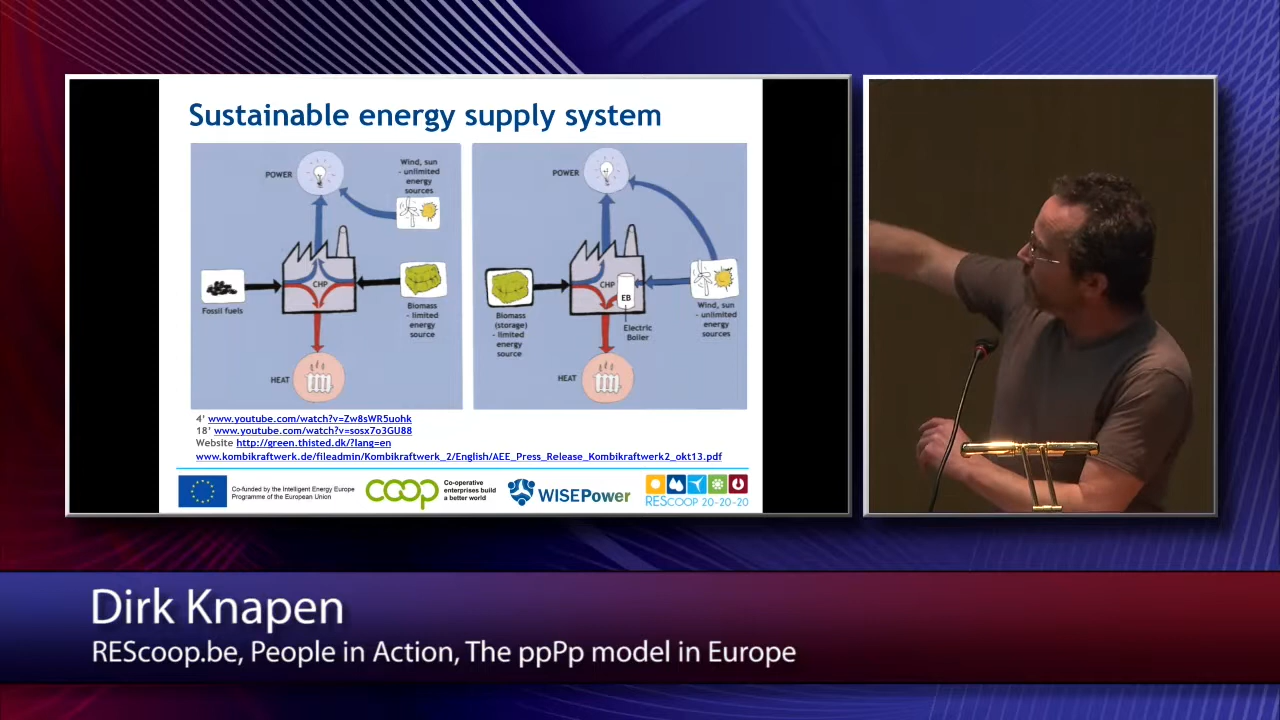 Sustainable energy supply system
POWER
Wind, sun
- unlimited
energy
sources
CHP
Fossil fuels
Biomass
- limited
energy
source
HEAT
POWER
CHP
EB
Biomass
(storage)
- limited
energy
source
Electric
Boiler
Wind, sun
- unlimited
energy
sources
HEAT
4' www.youtube.com/watch?v=Zw8sWR5uohk
18' www.youtube.com/watch?v=sosx7o3GU88
Website http://green.thisted.dk/?lang=en
www.kombikraftwerk.de/fileadmin/Kombikraftwerk_2/English/AEE_Press_Release_Kombikraftwerk2_okt13.pdf
Co-funded by the Intelligent Energy Europe
Programme of the European Union
coop
Co-operative
enterprises build
a better world
WISEPower
REScoop 20-20-20
Dirk Knapen
REScoop.be, People in Action, The ppPp model in Europe